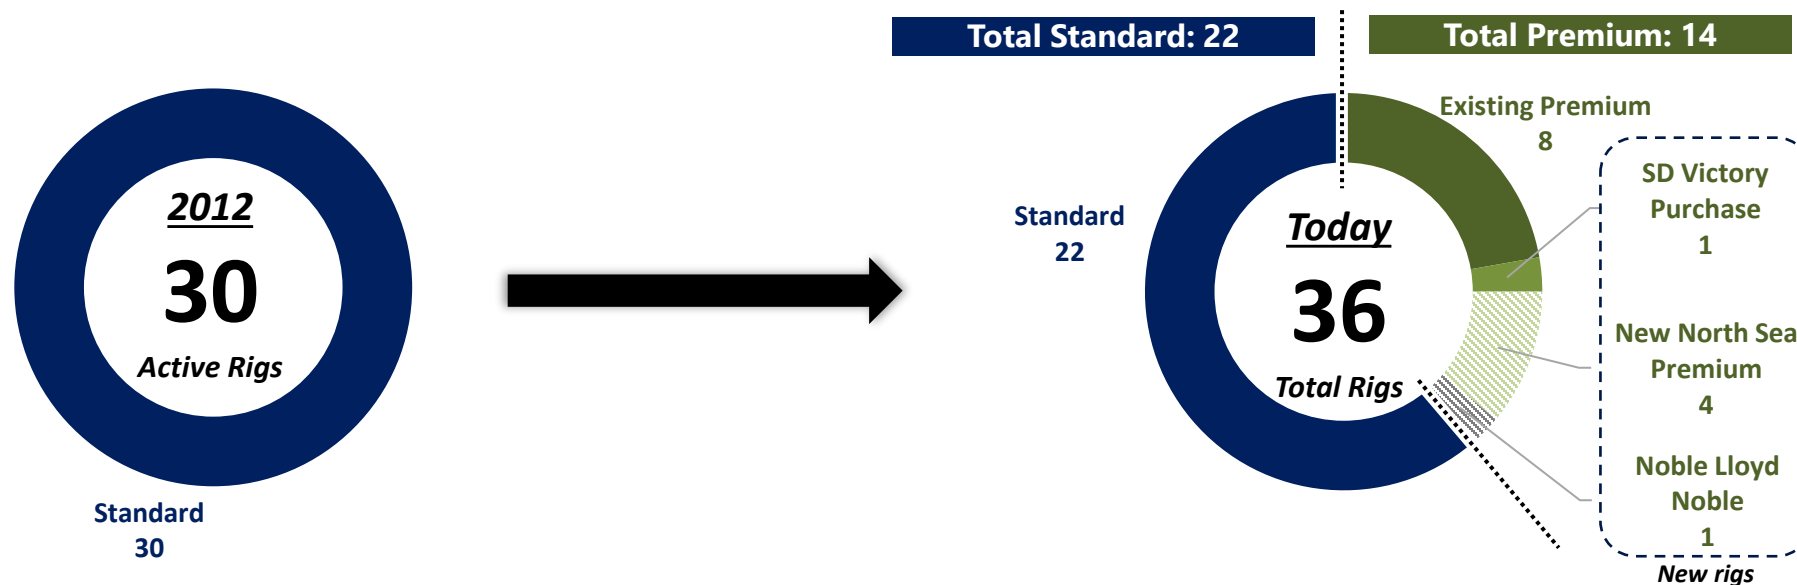 Total Standard: 22
Total Premium: 14
2012
30
Active Rigs
Standard
30
Standard
22
Today
36
Total Rigs
Existing Premium
8
SD Victory
Purchase
1
New North Sea
Premium
4
Noble Lloyd
Noble
1
New rigs